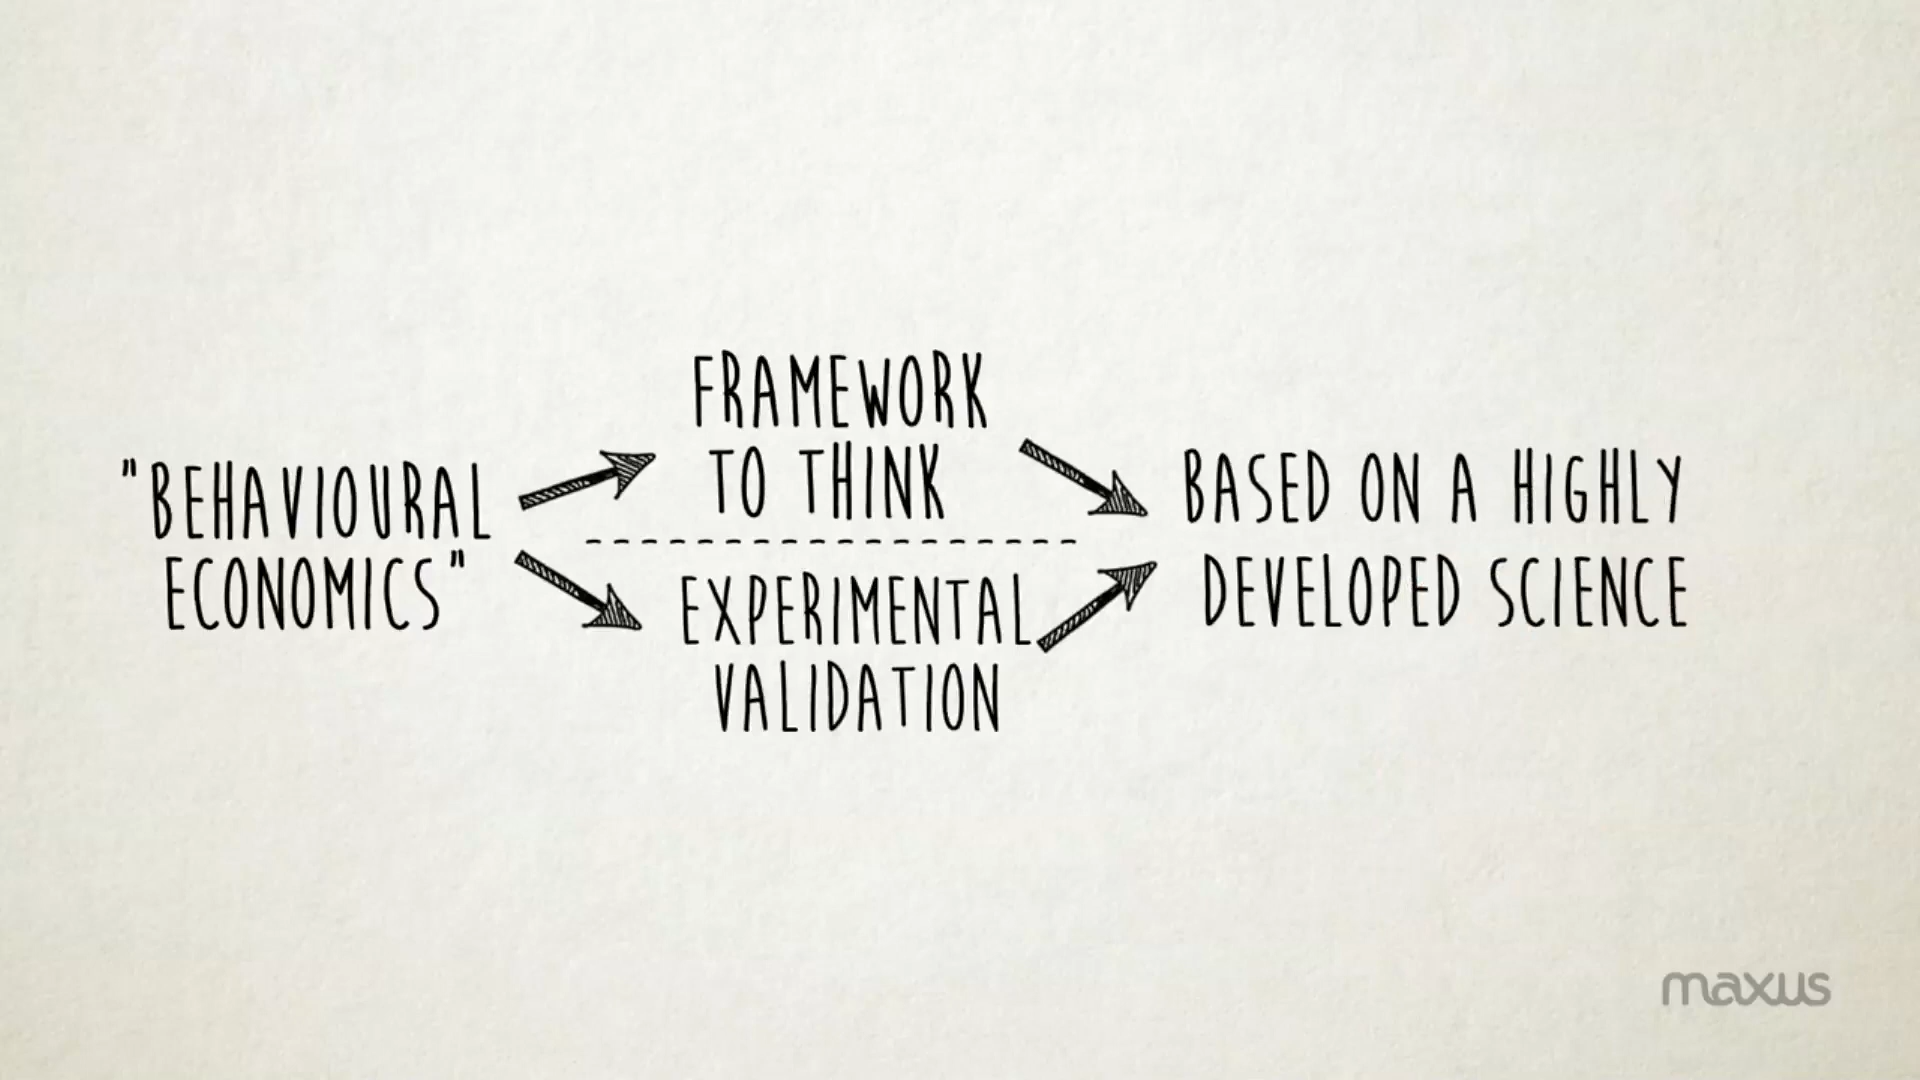 "BEHAVIOURAL
ECONOMICS"
FRAMEWORK
TO THINK
EXPERIMENTAL
VALIDATION
BASED ON A HIGHLY
DEVELOPED SCIENCE
maxus